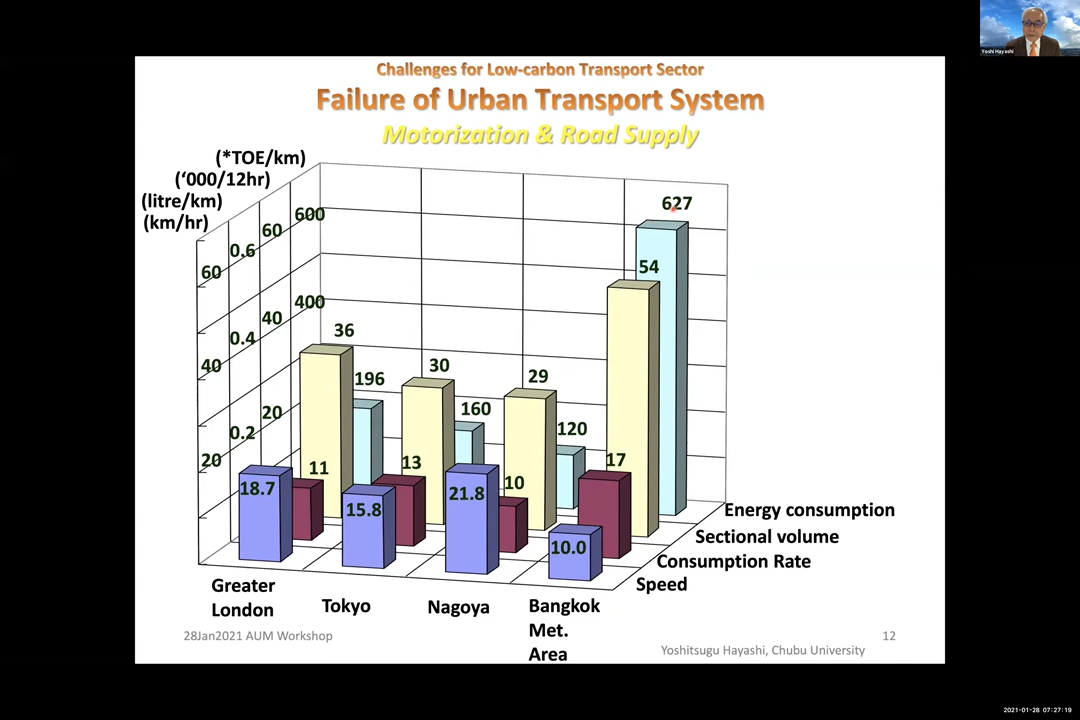 Yoshi Hayashi
Challenges for Low-carbon Transport Sector
Failure of Urban Transport System
Motorization & Road Supply
(*TOE/km)
('000/12hr)
(litre/km)
(km/hr)
600
60
0.6
60
400
40
0.4
40
20
0.2
20
627
54
36
30
29
196
160
120
11
13
10
17
18.7
15.8
21.8
10.0
Energy consumption
Sectional volume
Consumption Rate
Speed
Greater
London
Tokyo
Nagoya
Bangkok
Met.
Area
28Jan2021 AUM Workshop
12
Yoshitsugu Hayashi, Chubu University
2021-01-28 07:27:19